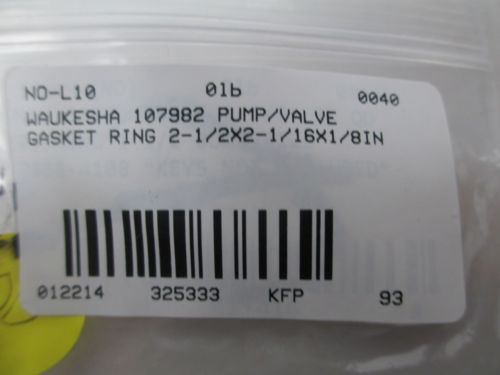 NO-L10 01b 0040
WAUKESHA 107982 PUMP/VALVE
GASKET RING 2-1/2X2-1/16X1/8IN
012214 325333 KFP 93